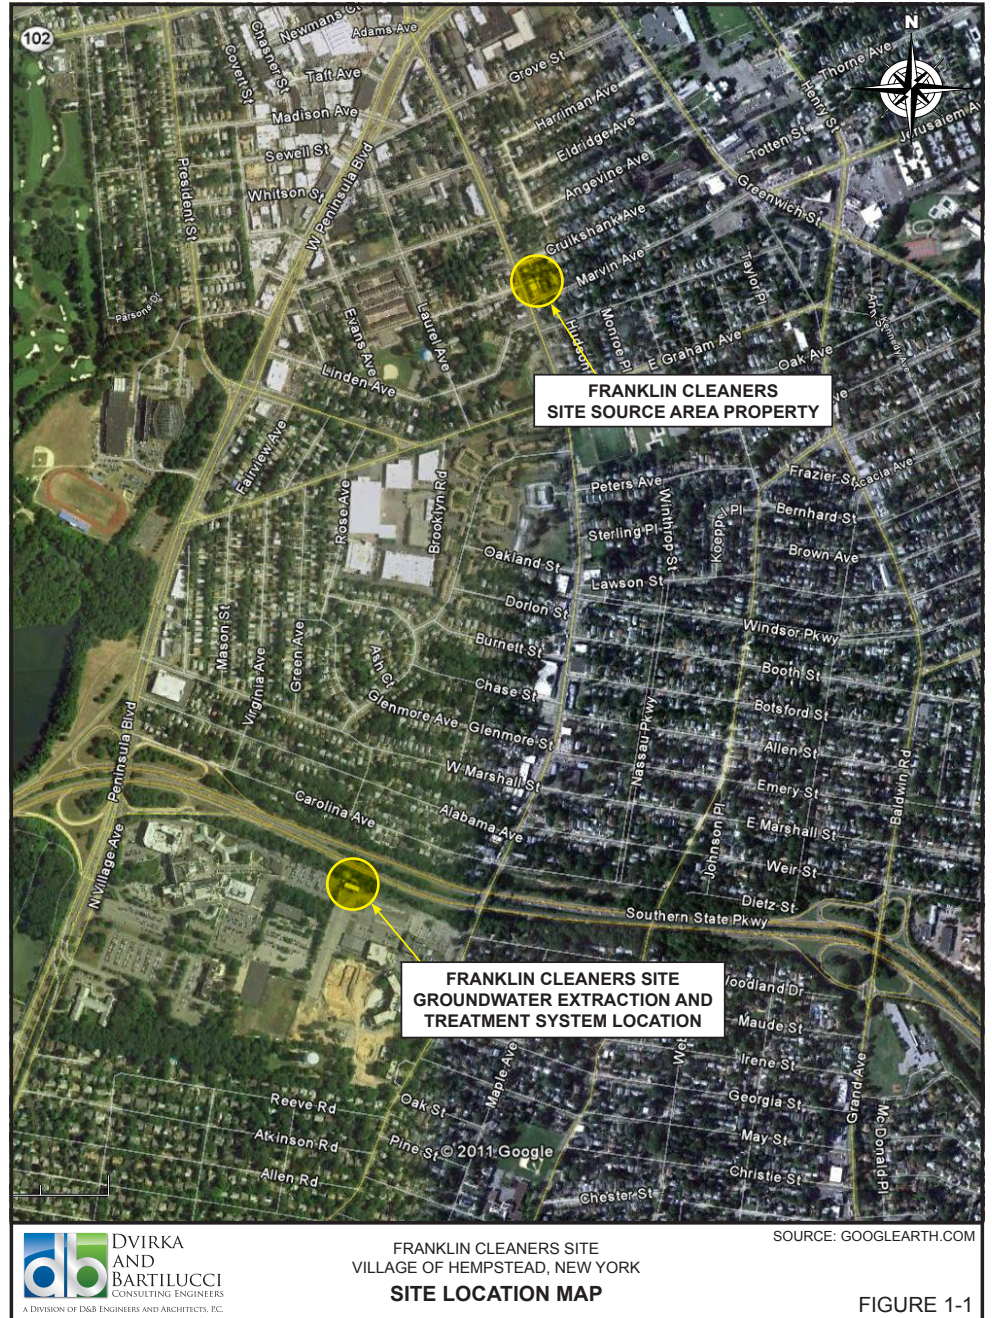 102
N
Newmans Ct
Adams Ave
Chasner St
Covert St
Taft Ave
Grove St
E Thorne Ave
Henry St
Madison Ave
Harriman Ave
Sewell St
Eldridge Ave
Totten St
Jerusalem A
President St
Whitson St
W Peninsula Blvd
Angevine Ave
Greenwich St
Cruikshank Ave
Marvin Ave
Taylor Pl
Parsons Dr
Evans Ave
Laurel Ave
Hudson
Monroe Pl
E Graham Ave
Ann St
Kennedy Ave
Oak Ave
Linden Ave
FRANKLIN CLEANERS
SITE SOURCE AREA PROPERTY
ve
Fairview Ave
Rose Ave
Brooklyn Rd
Peters Ave
Frazier St
Acacia Ave
Winthrop St
Koeppel Pl
Bernhard St
Sterling Pl
Brown Ave
Oakland St
Lawson St
Dorlon St
Windsor Pkwy
Mason St
Green Ave
Burnett St
Ash Ct
Booth St
Virginia Ave
Chase St
Botsford St
Glenmore Ave
Glenmore St
Nassau Pkwy
Allen St
Baldwin Rd
Peninsula Blvd
W Marshall St
Emery St
Carolina Ave
Alabama Ave
E Marshall St
Johnson Pl
N Village Ave
Weir St
Dietz St
Southern State Pkwy
FRANKLIN CLEANERS SITE
GROUNDWATER EXTRACTION AND
TREATMENT SYSTEM LOCATION
Woodland Dr
Maude St
Wet
Irene St
Maple Ave
Grand Ave
Reeve Rd
Oak St
Georgia St
Mc Donald Pl
Atkinson Rd
Pine St
© 2011 Google
May St
Allen Rd
Christie St
Chester St
db
DVIRKA
AND
BARTILUCCI
CONSULTING ENGINEERS
A DIVISION OF D&B ENGINEERS AND ARCHITECTS, P.C.
FRANKLIN CLEANERS SITE
VILLAGE OF HEMPSTEAD, NEW YORK
SITE LOCATION MAP
SOURCE: GOOGLEARTH.COM
FIGURE 1-1